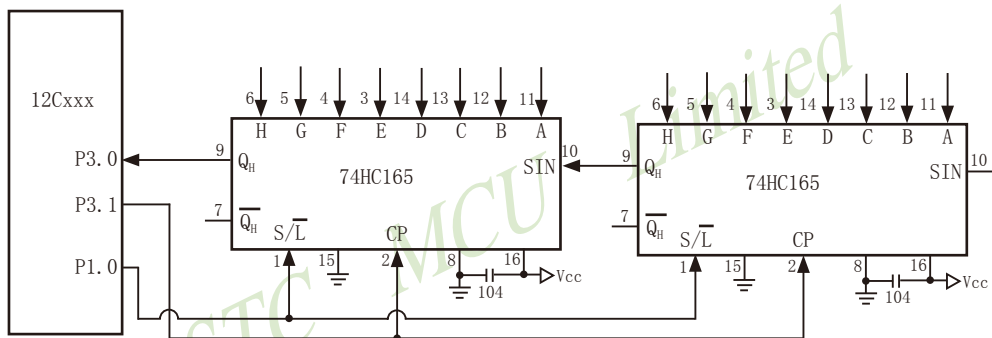 12Cxxx
P3.0
P3.1
P1.0
6 5 4 3 14 13 12 11
H G F E D C B A
9 QH
74HC165
SIN 10
7 QH
S/L
CP
1 15 2 8 16
104
Vcc
6 5 4 3 14 13 12 11
H G F E D C B A
9 QH
74HC165
SIN 10
7 QH
S/L
CP
1 15 2 8 16
104
Vcc
STC MCU Limited